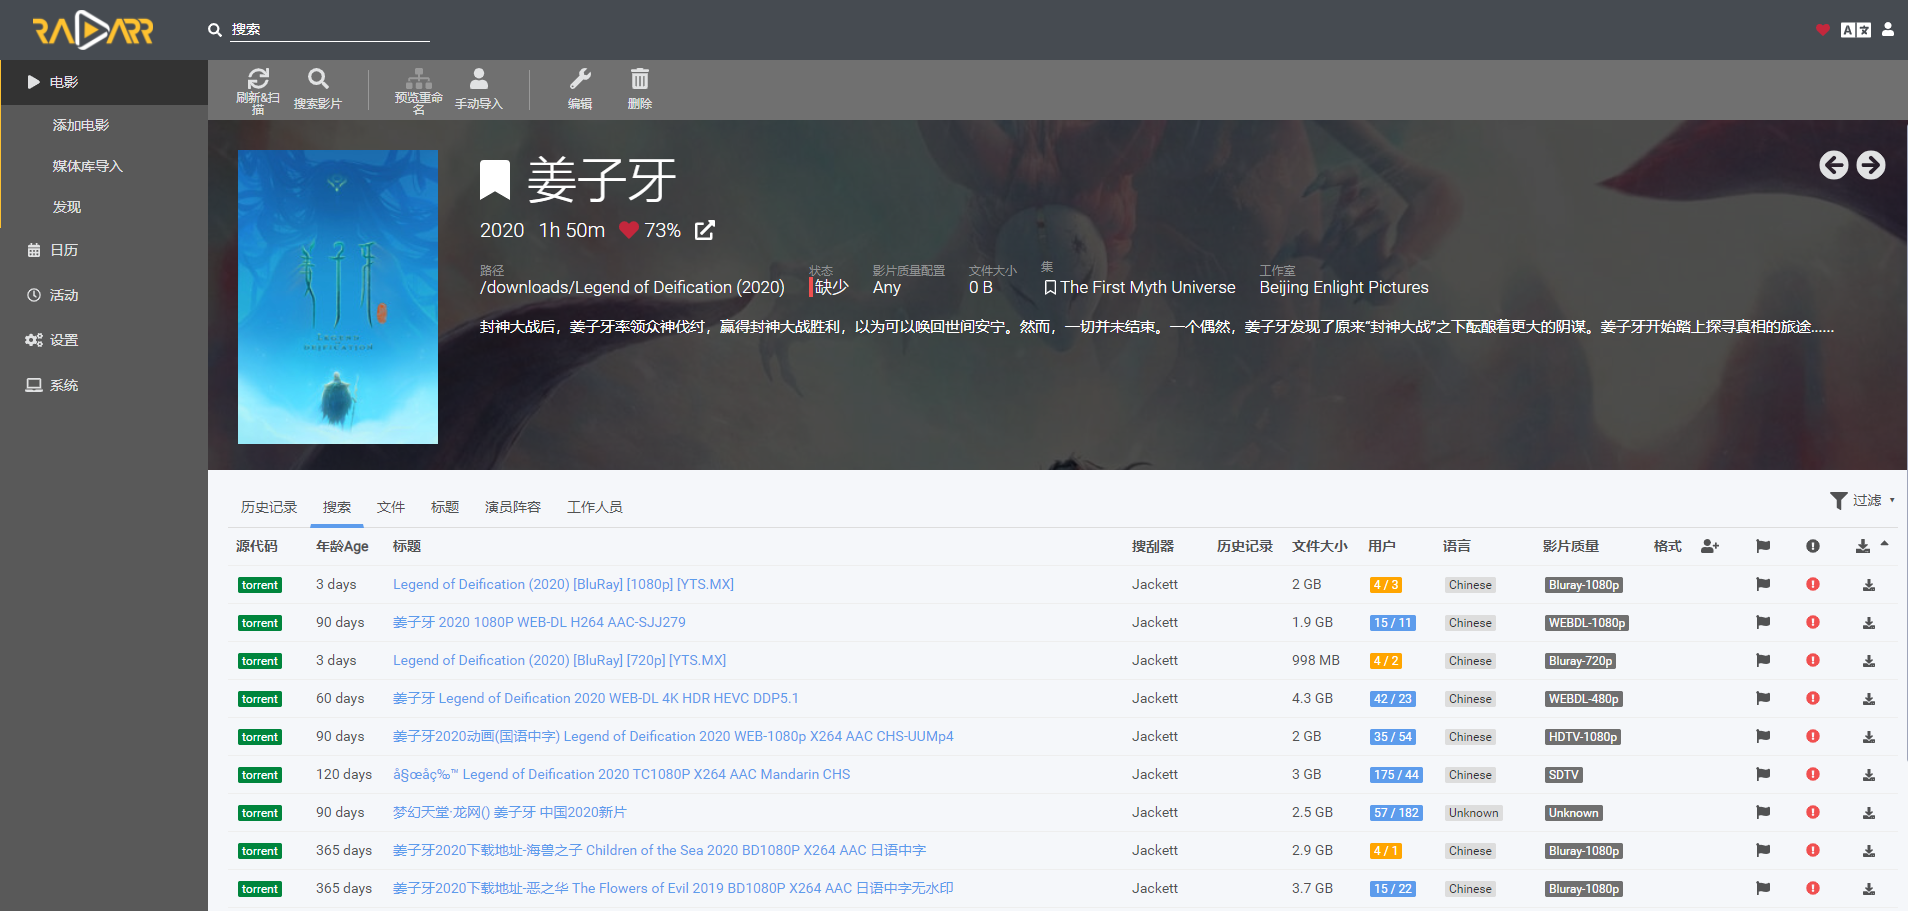 RADARR
搜索
电影
添加电影
媒体库导入
发现
日历
活动
设置
系统
刷新&扫描
搜索影片
预览重命名
手动导入
编辑
删除
姜子牙
LEGEND
DEIFICATION
姜子牙
2020 1h 50m 73%
路径 状态 影片质量配置 文件大小 集 工作室
/downloads/Legend of Deification (2020) 缺少 Any 0 B The First Myth Universe Beijing Enlight Pictures
封神大战后，姜子牙率领众神伐纣，赢得封神大战胜利，以为可以唤回世间安宁。然而，一切并未结束。一个偶然，姜子牙发现了原来“封神大战”之下酝酿着更大的阴谋。姜子牙开始踏上探寻真相的旅途……
历史记录 搜索 文件 标题 演员阵容 工作人员 过滤
源代码 年龄Age 标题 搜刮器 历史记录 文件大小 用户 语言 影片质量 格式
torrent 3 days Legend of Deification (2020) [BluRay] [1080p] [YTS.MX] Jackett 2 GB 4 / 3 Chinese Bluray-1080p
torrent 90 days 姜子牙 2020 1080P WEB-DL H264 AAC-SJJ279 Jackett 1.9 GB 15 / 11 Chinese WEBDL-1080p
torrent 3 days Legend of Deification (2020) [BluRay] [720p] [YTS.MX] Jackett 998 MB 4 / 2 Chinese Bluray-720p
torrent 60 days 姜子牙 Legend of Deification 2020 WEB-DL 4K HDR HEVC DDP5.1 Jackett 4.3 GB 42 / 23 Chinese WEBDL-480p
torrent 90 days 姜子牙2020动画(国语中字) Legend of Deification 2020 WEB-1080p X264 AAC CHS-UUMp4 Jackett 2 GB 35 / 54 Chinese HDTV-1080p
torrent 120 days å§œåç‰™ Legend of Deification 2020 TC1080P X264 AAC Mandarin CHS Jackett 3 GB 175 / 44 Chinese SDTV
torrent 90 days 梦幻天堂·龙网() 姜子牙 中国2020新片 Jackett 2.5 GB 57 / 182 Unknown Unknown
torrent 365 days 姜子牙2020下载地址-海兽之子 Children of the Sea 2020 BD1080P X264 AAC 日语中字 Jackett 2.9 GB 4 / 1 Chinese Bluray-1080p
torrent 365 days 姜子牙2020下载地址-恶之华 The Flowers of Evil 2019 BD1080P X264 AAC 日语中字无水印 Jackett 3.7 GB 15 / 22 Chinese Bluray-1080p